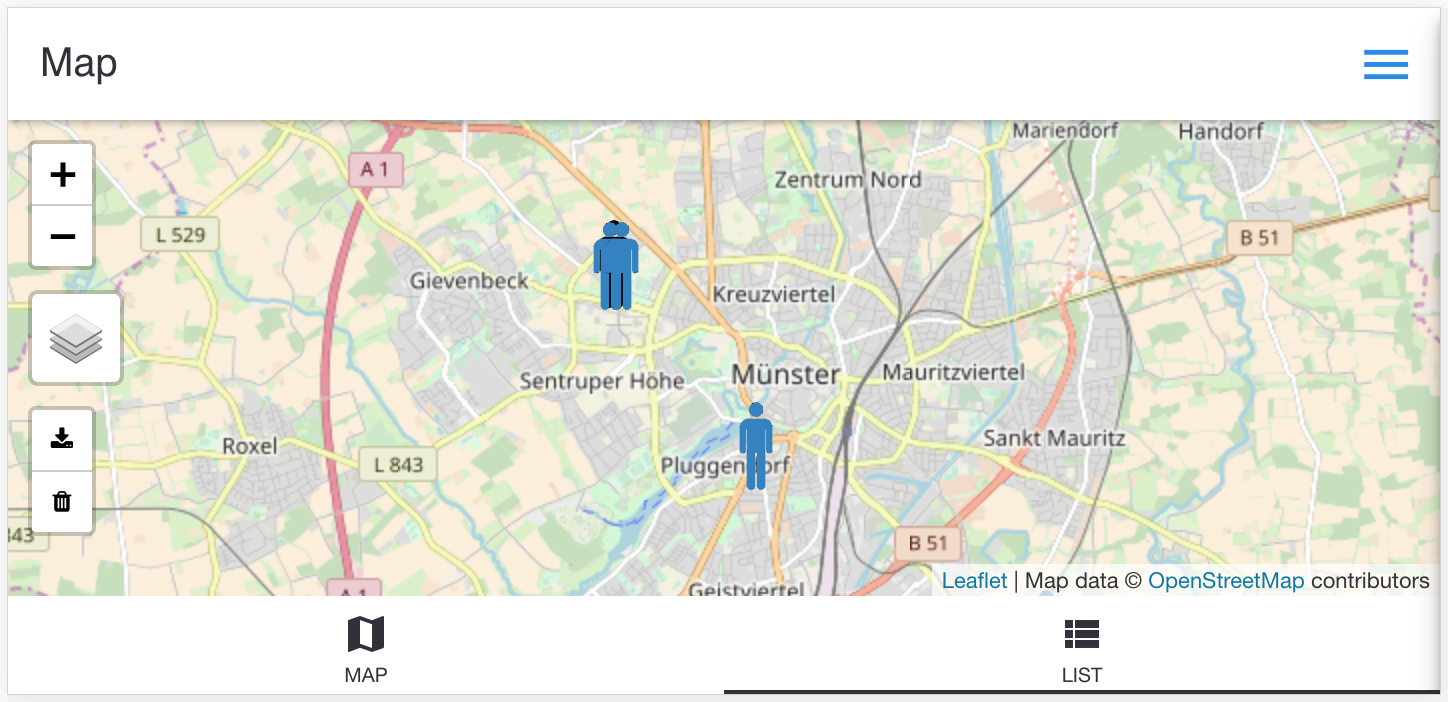 Map
Mariendorf
Handorf
A 1
Zentrum Nord
+
L 529
B 51
−
Gievenbeck
Kreuzviertel
Münster
Mauritzviertel
Sentruper Höhe
Roxel
Sankt Mauritz
L 843
Pluggendorf
843
B 51
Leaflet | Map data © OpenStreetMap contributors
A 1
Geistviertel
MAP
LIST